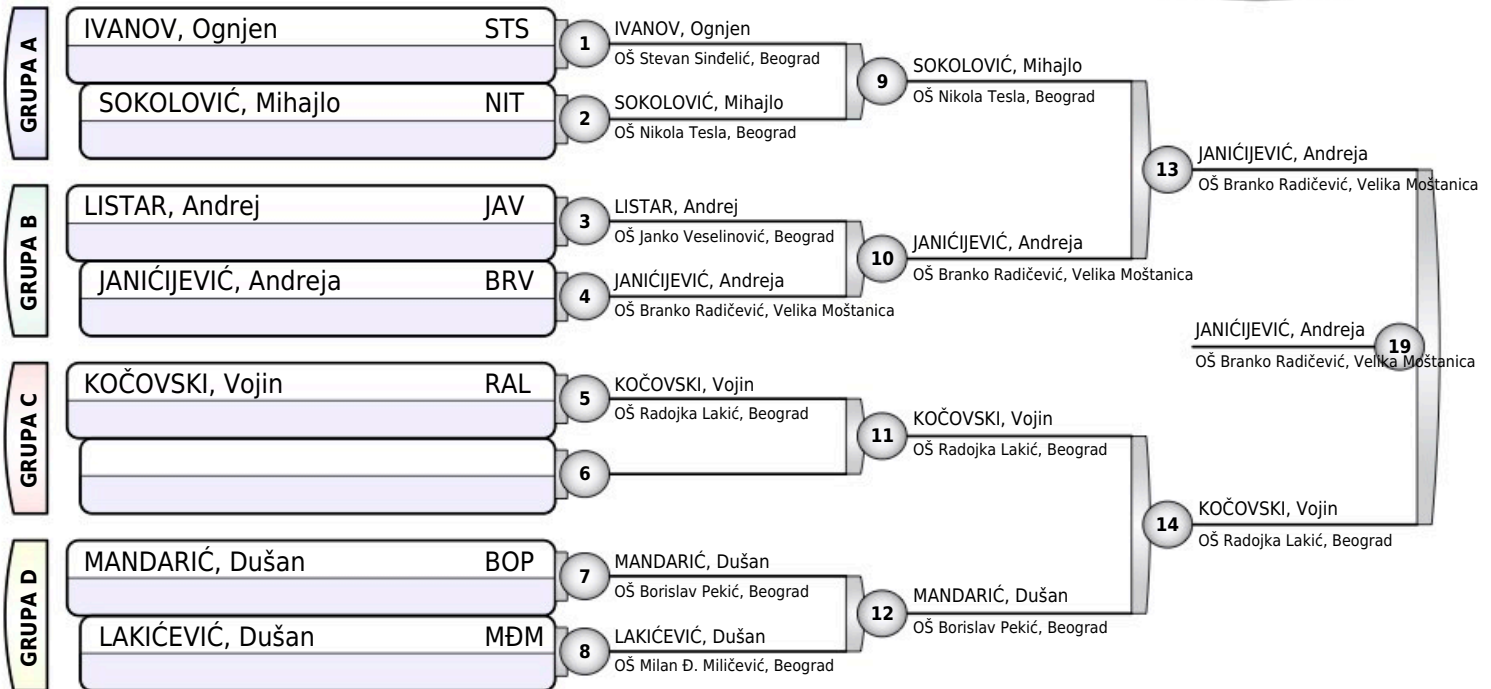 GRUPA A
IVANOV, Ognjen STS
SOKOLOVIĆ, Mihajlo NIT
GRUPA B
LISTAR, Andrej JAV
JANIĆIJEVIĆ, Andreja BRV
GRUPA C
KOČOVSKI, Vojin RAL
GRUPA D
MANDARIĆ, Dušan BOP
LAKIĆEVIĆ, Dušan MĐM
1
IVANOV, Ognjen
OŠ Stevan Sinđelić, Beograd
2
SOKOLOVIĆ, Mihajlo
OŠ Nikola Tesla, Beograd
3
LISTAR, Andrej
OŠ Janko Veselinović, Beograd
4
JANIĆIJEVIĆ, Andreja
OŠ Branko Radičević, Velika Moštanica
5
KOČOVSKI, Vojin
OŠ Radojka Lakić, Beograd
6
7
MANDARIĆ, Dušan
OŠ Borislav Pekić, Beograd
8
LAKIĆEVIĆ, Dušan
OŠ Milan Đ. Miličević, Beograd
9
SOKOLOVIĆ, Mihajlo
OŠ Nikola Tesla, Beograd
10
JANIĆIJEVIĆ, Andreja
OŠ Branko Radičević, Velika Moštanica
11
KOČOVSKI, Vojin
OŠ Radojka Lakić, Beograd
12
MANDARIĆ, Dušan
OŠ Borislav Pekić, Beograd
13
JANIĆIJEVIĆ, Andreja
OŠ Branko Radičević, Velika Moštanica
14
KOČOVSKI, Vojin
OŠ Radojka Lakić, Beograd
JANIĆIJEVIĆ, Andreja
19
OŠ Branko Radičević, Velika Moštanica